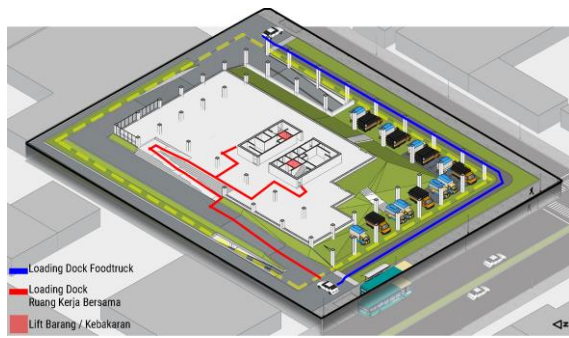 Loading Dock Foodtruck
Loading Dock
Ruang Kerja Bersama
Lift Barang / Kebakaran
Z